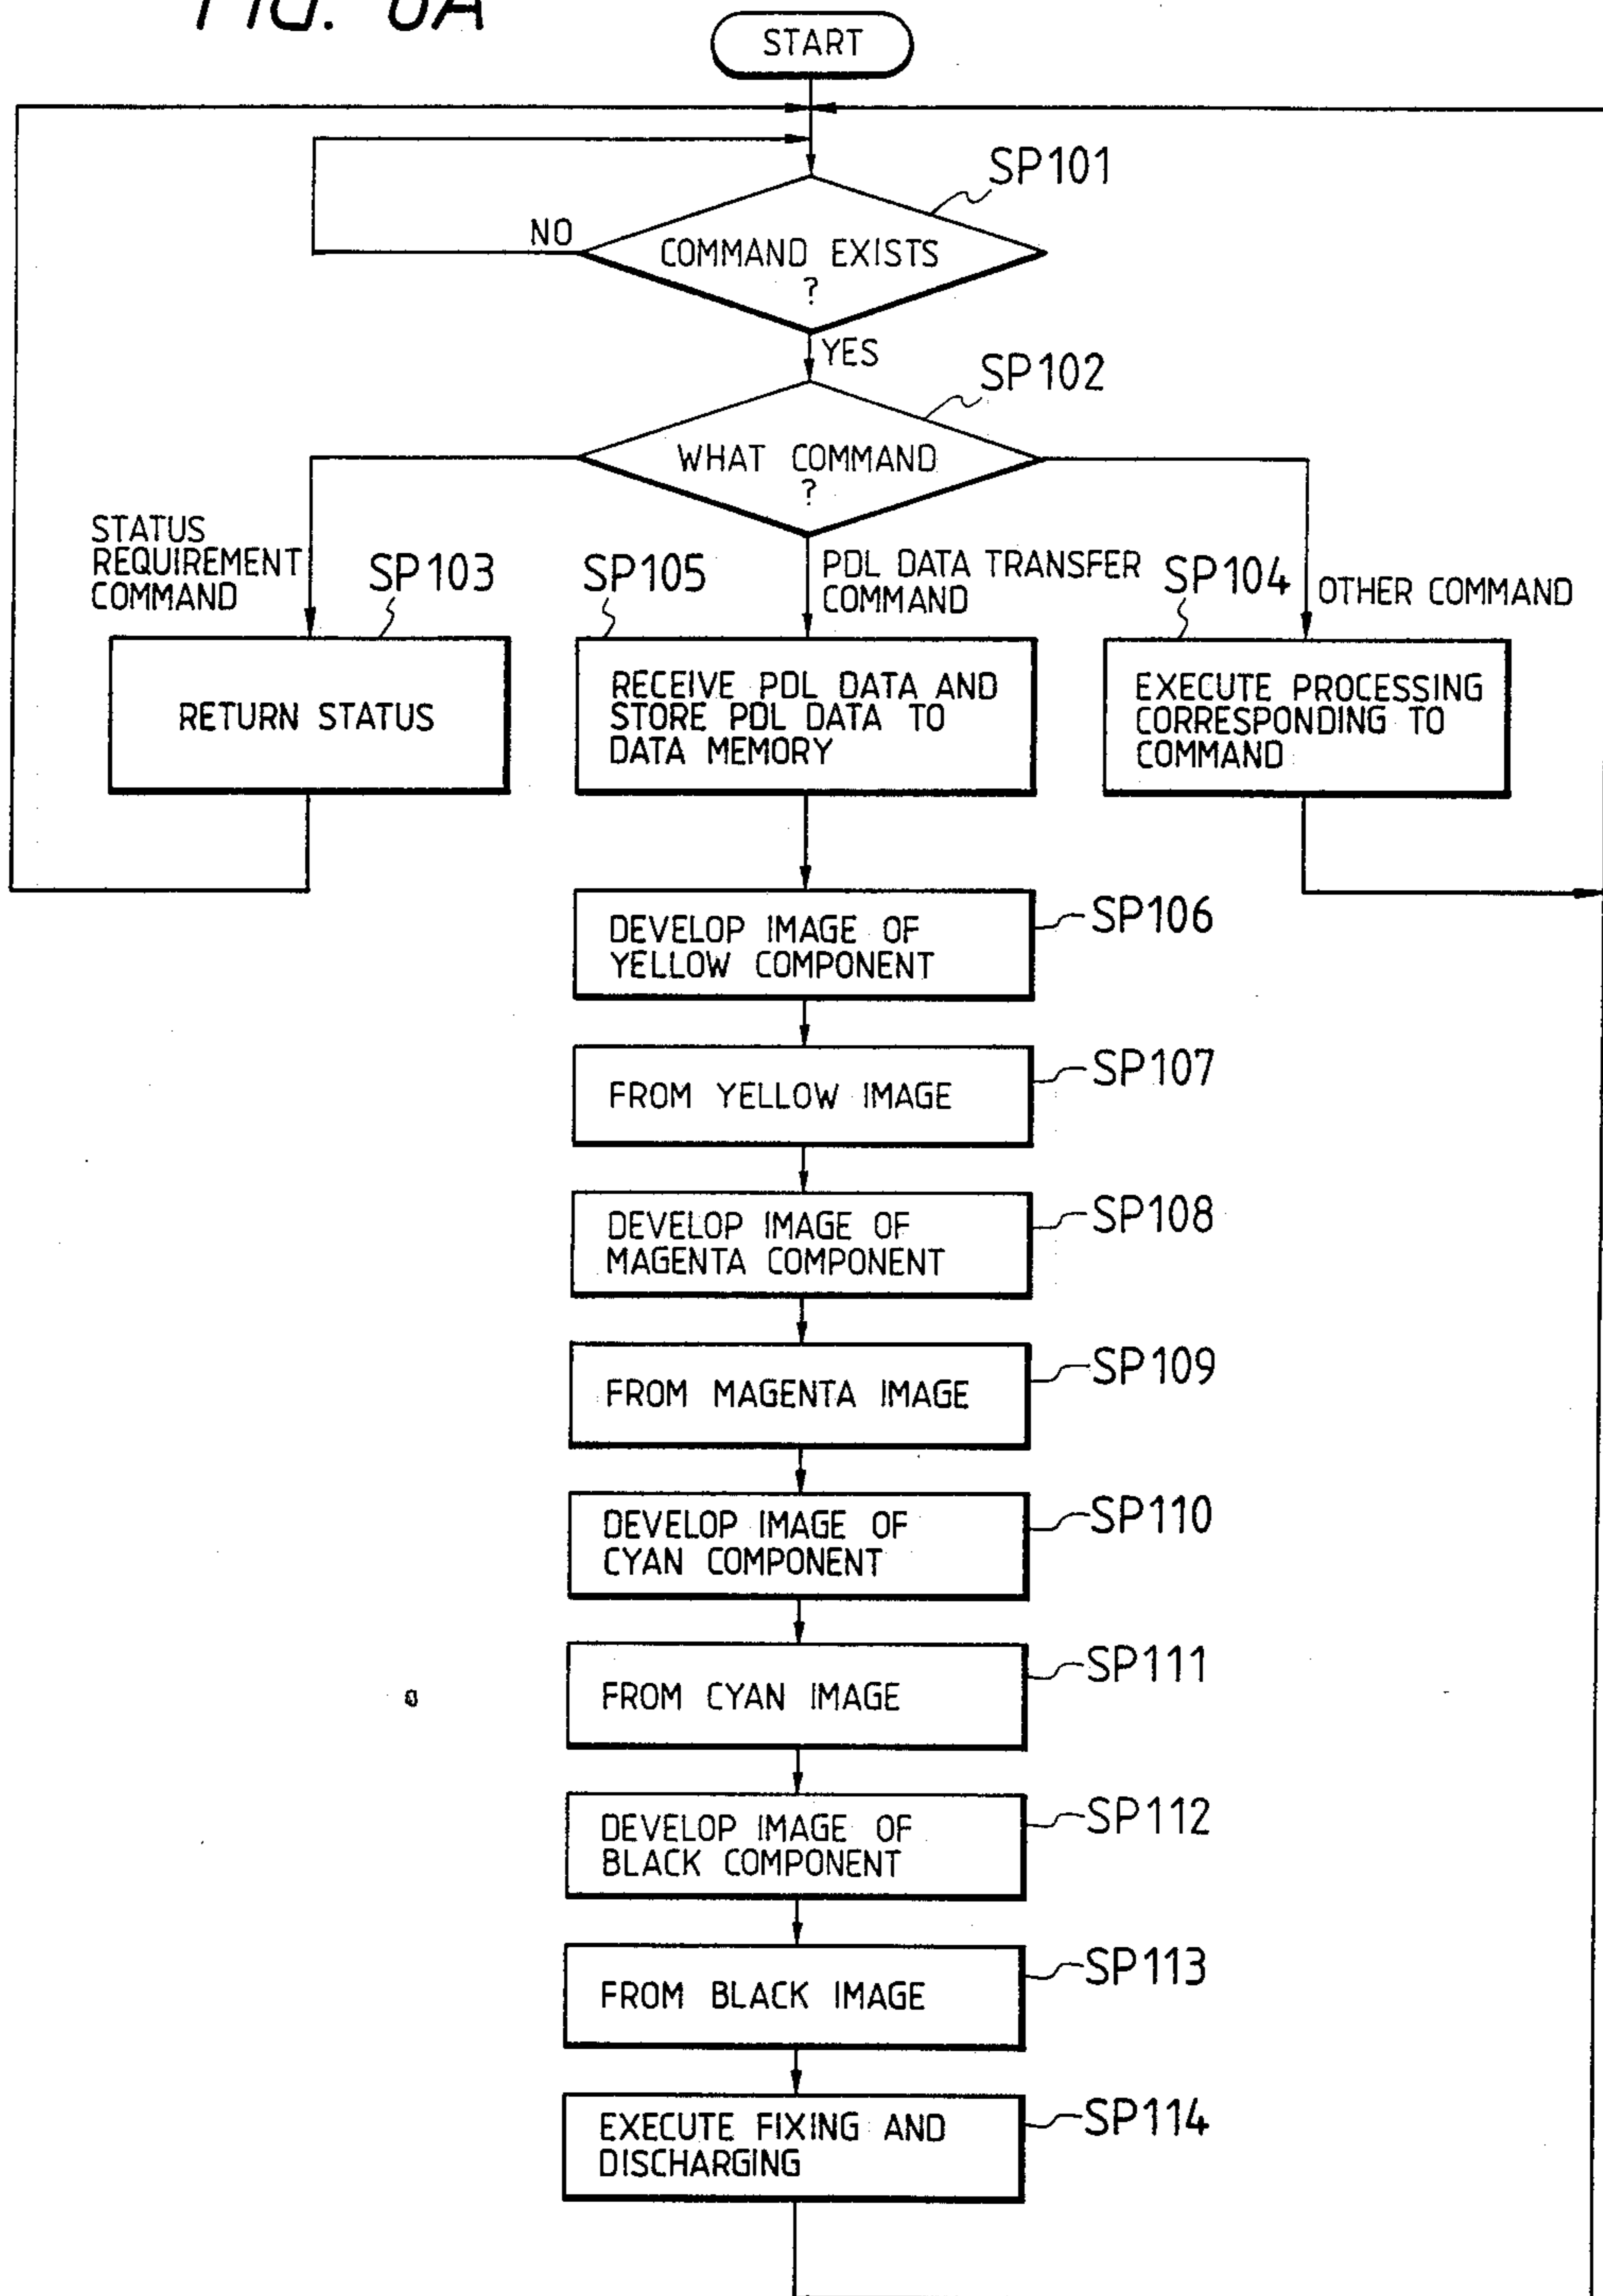 FIG. 6A
START
SP101
NO
COMMAND EXISTS
?
YES
SP102
WHAT COMMAND
?
STATUS
REQUIREMENT
COMMAND
SP103
SP105
PDL DATA TRANSFER
COMMAND
SP104
OTHER COMMAND
RETURN STATUS
RECEIVE PDL DATA AND
STORE PDL DATA TO
DATA MEMORY
EXECUTE PROCESSING
CORRESPONDING TO
COMMAND
DEVELOP IMAGE OF
YELLOW COMPONENT
SP106
FROM YELLOW IMAGE
SP107
DEVELOP IMAGE OF
MAGENTA COMPONENT
SP108
FROM MAGENTA IMAGE
SP109
DEVELOP IMAGE OF
CYAN COMPONENT
SP110
FROM CYAN IMAGE
SP111
DEVELOP IMAGE OF
BLACK COMPONENT
SP112
FROM BLACK IMAGE
SP113
EXECUTE FIXING AND
DISCHARGING
SP114